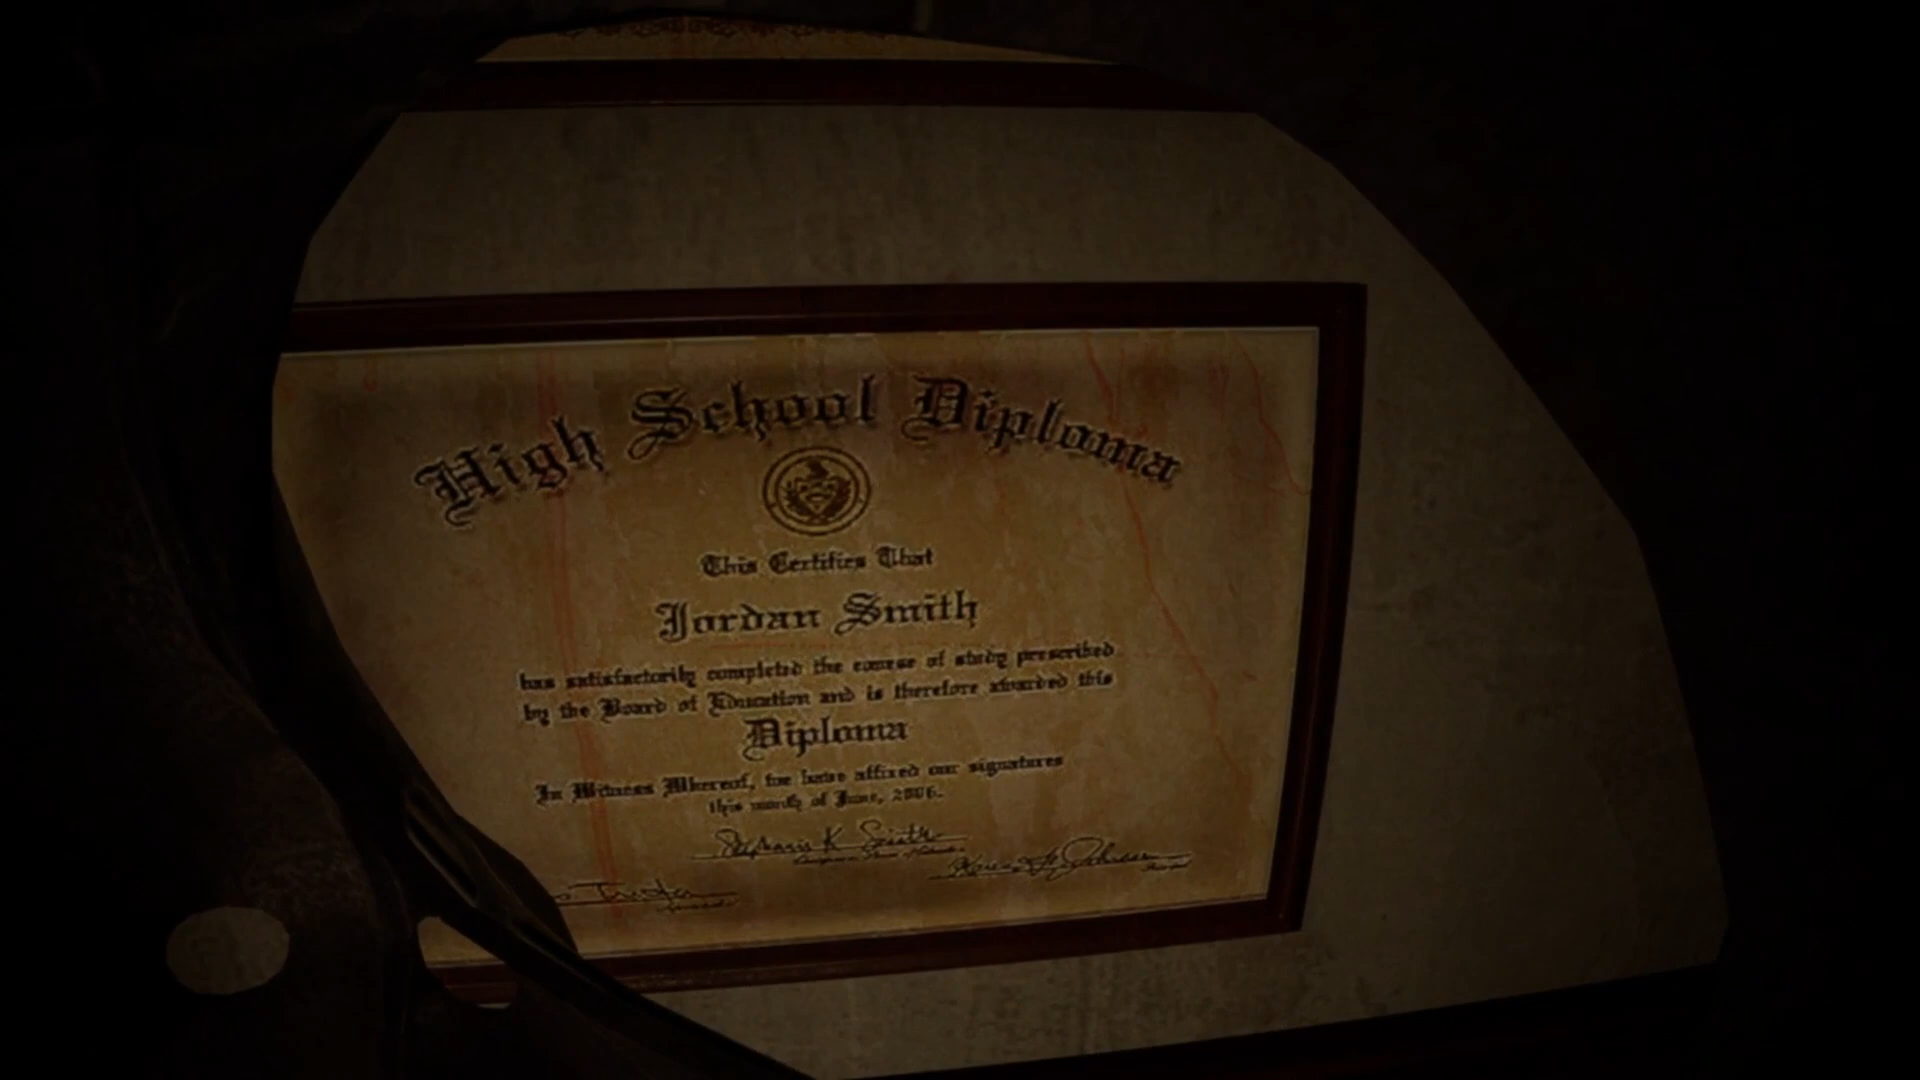 High School Diploma
This Certifies That
Jordan Smith
has satisfactorily completed the course of study prescribed
by the Board of Education and is therefore awarded this
Diploma
In Witness Whereof, we have affixed our signatures
this month of June, 2006.